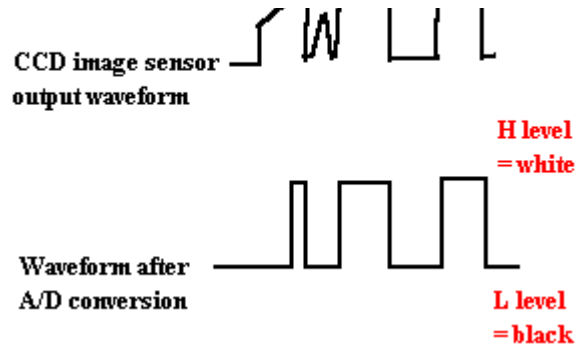 CCD image sensor
output waveform
H level
= white
Waveform after
A/D conversion
L level
= black